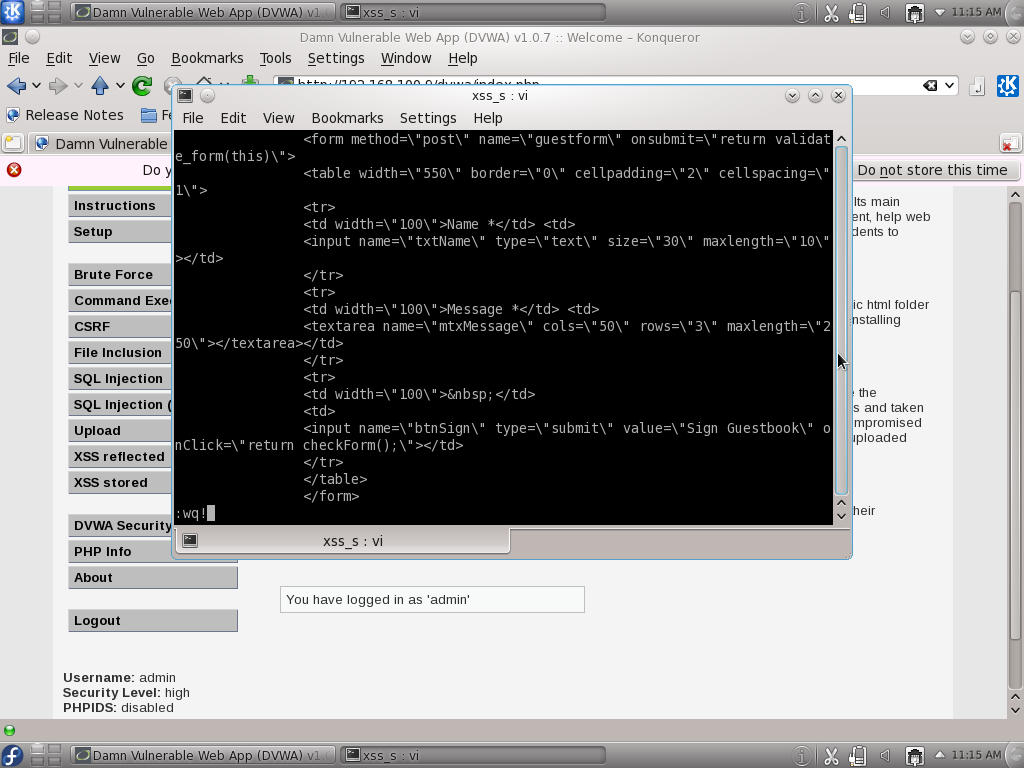 Damn Vulnerable Web App (DVWA) v1.0
xss_s : vi
11:15 AM
Damn Vulnerable Web App (DVWA) v1.0.7 :: Welcome – Konqueror
File Edit View Go Bookmarks Tools Settings Window Help
http://192.168.100.9/dvwa/index.php
Release Notes
Fe
Damn Vulnerable
Do y
Do not store this time
xss_s : vi
File Edit View Bookmarks Settings Help
<form method=\"post\" name=\"guestform\" onsubmit=\"return validat
e_form(this)\">
<table width=\"550\" border=\"0\" cellpadding=\"2\" cellspacing=\"
1\">
<tr>
<td width=\"100\">Name *</td> <td>
<input name=\"txtName\" type=\"text\" size=\"30\" maxlength=\"10\"
></td>
</tr>
<tr>
<td width=\"100\">Message *</td> <td>
<textarea name=\"mtxMessage\" cols=\"50\" rows=\"3\" maxlength=\"2
50\"></textarea></td>
</tr>
<tr>
<td width=\"100\">&nbsp;</td>
<td>
<input name=\"btnSign\" type=\"submit\" value=\"Sign Guestbook\" o
nClick=\"return checkForm();\"></td>
</tr>
</table>
</form>
:wq!
xss_s : vi
Instructions
Setup
Brute Force
Command Exec
CSRF
File Inclusion
SQL Injection
SQL Injection (
Upload
XSS reflected
XSS stored
DVWA Security
PHP Info
About
Logout
Its main
ent, help web
dents to
ic html folder
nstalling
e the
s and taken
mpromised
uploaded
heir
You have logged in as 'admin'
Username: admin
Security Level: high
PHPIDS: disabled
Damn Vulnerable Web App (DVWA) v1.0
xss_s : vi
11:15 AM